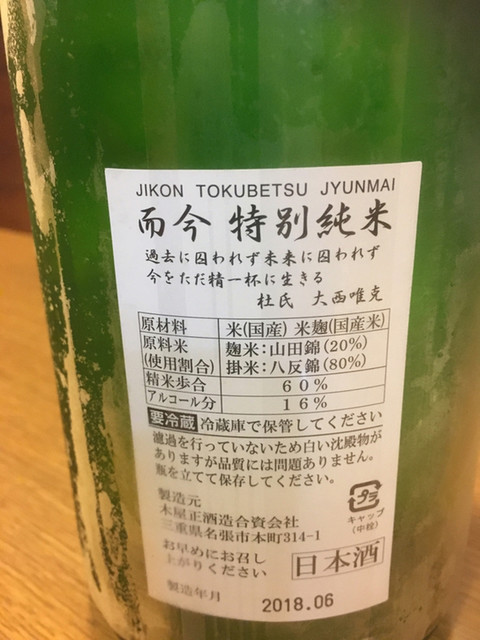 JIKON TOKUBETSU JYUNMAI
而今 特別純米
過去に囚われず未来に囚われず
今をただ精一杯に生きる
杜氏 大西唯克
原材料 米(国産) 米麹(国産米)
原料米 麹米:山田錦(20%)
(使用割合) 掛米:八反錦(80%)
精米歩合 60%
アルコール分 16%
要冷蔵 冷蔵庫で保管してください
濾過を行っていないため白い沈殿物が
ありますが品質には問題ありません。
瓶を立てて保存してください。
製造元
木屋正酒造合資会社
三重県名張市本町314-1
プラ
キャップ
(中栓)
お早めにお召し
上がりください
日本酒
製造年月 2018.06